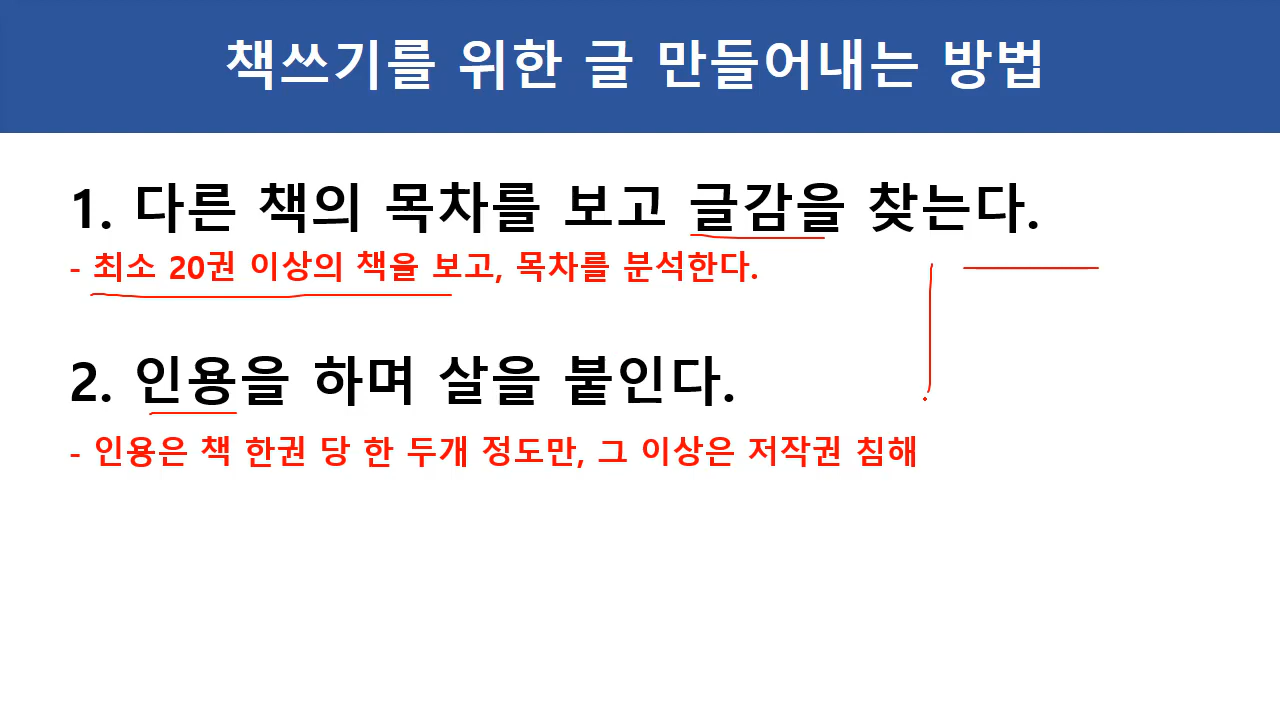 책쓰기를 위한 글 만들어내는 방법
1. 다른 책의 목차를 보고 글감을 찾는다.
- 최소 20권 이상의 책을 보고, 목차를 분석한다.
2. 인용을 하며 살을 붙인다.
- 인용은 책 한권 당 한 두개 정도만, 그 이상은 저작권 침해